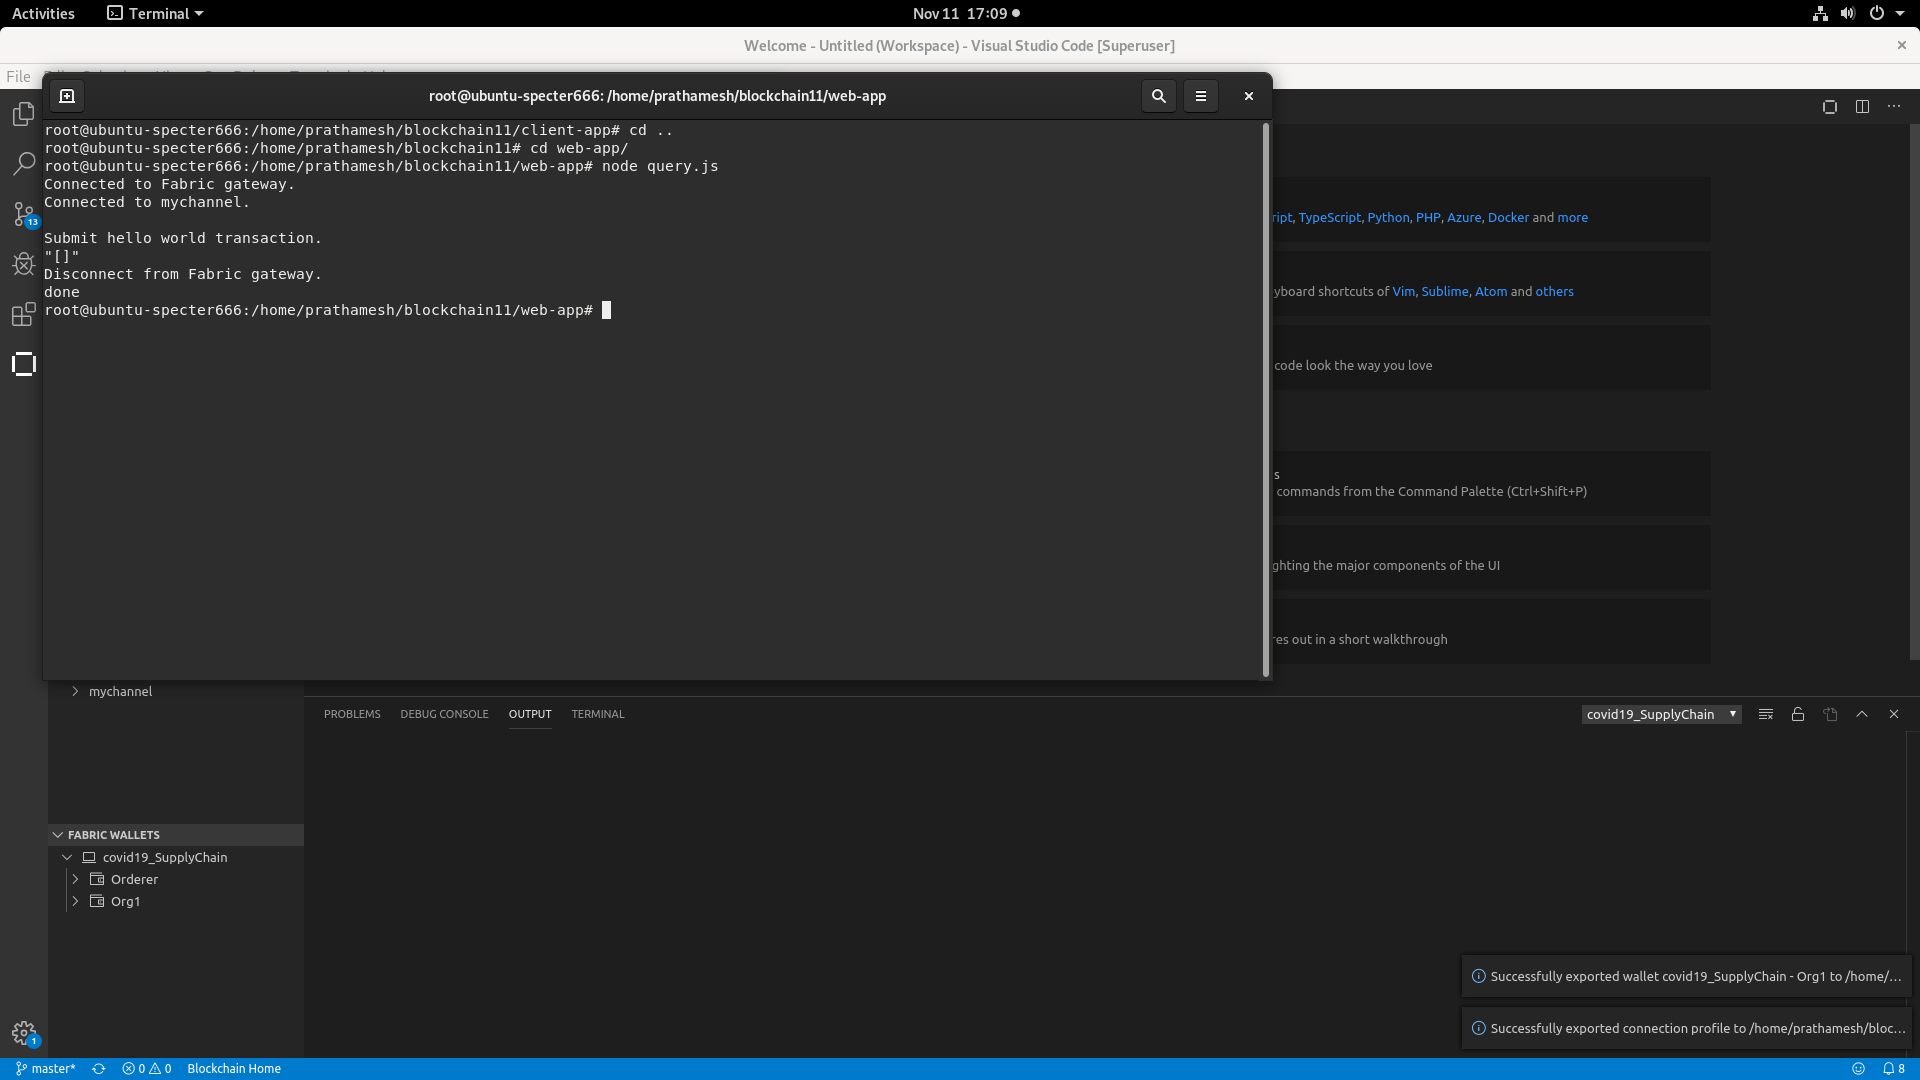 Activities
Terminal
Nov 11 17:09
Welcome - Untitled (Workspace) - Visual Studio Code [Superuser]
File
root@ubuntu-specter666: /home/prathamesh/blockchain11/web-app
root@ubuntu-specter666:/home/prathamesh/blockchain11/client-app# cd ..
root@ubuntu-specter666:/home/prathamesh/blockchain11# cd web-app/
root@ubuntu-specter666:/home/prathamesh/blockchain11/web-app# node query.js
Connected to Fabric gateway.
Connected to mychannel.
Submit hello world transaction.
"[]"
Disconnect from Fabric gateway.
done
root@ubuntu-specter666:/home/prathamesh/blockchain11/web-app#
ript, TypeScript, Python, PHP, Azure, Docker and more
yboard shortcuts of Vim, Sublime, Atom and others
code look the way you love
s
commands from the Command Palette (Ctrl+Shift+P)
ghting the major components of the UI
res out in a short walkthrough
13
mychannel
FABRIC WALLETS
covid19_SupplyChain
Orderer
Org1
PROBLEMS
DEBUG CONSOLE
OUTPUT
TERMINAL
covid19_SupplyChain
Successfully exported wallet covid19_SupplyChain - Org1 to /home/...
Successfully exported connection profile to /home/prathamesh/bloc...
1
master*
0
0
Blockchain Home
8